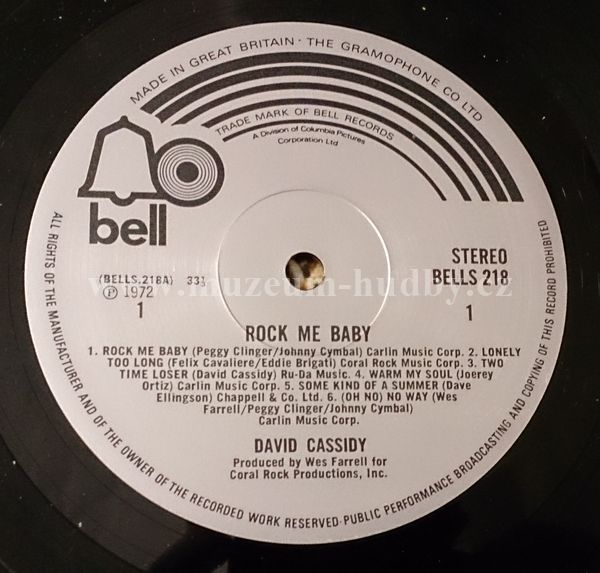 MADE IN GREAT BRITAIN · THE GRAMOPHONE CO LTD
TRADE MARK OF BELL RECORDS
A Division of Columbia Pictures
Corporation Ltd
bell
STEREO
BELLS 218
(BELLS.218A) 33⅓
Ⓟ 1972
1
1
www.muzeum-hudby.cz
ROCK ME BABY
1. ROCK ME BABY (Peggy Clinger/Johnny Cymbal) Carlin Music Corp. 2. LONELY
TOO LONG (Felix Cavaliere/Eddie Brigati) Coral Rock Music Corp. 3. TWO
TIME LOSER (David Cassidy) Ru-Da Music. 4. WARM MY SOUL (Joerey
Ortiz) Carlin Music Corp. 5. SOME KIND OF A SUMMER (Dave
Ellingson) Chappell & Co. Ltd. 6. (OH NO) NO WAY (Wes
Farrell/Peggy Clinger/Johnny Cymbal)
Carlin Music Corp.
DAVID CASSIDY
Produced by Wes Farrell for
Coral Rock Productions, Inc.
ALL RIGHTS OF THE MANUFACTURER AND OF THE OWNER OF THE RECORDED WORK RESERVED·PUBLIC PERFORMANCE BROADCASTING AND COPYING OF THIS RECORD PROHIBITED